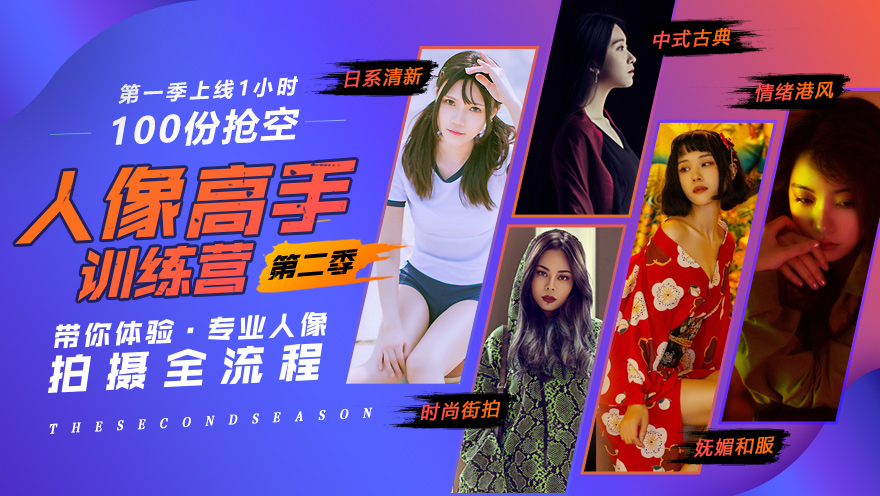 第一季上线1小时
100份抢空
人像高手
训练营
第二季
带你体验·专业人像
拍摄全流程
THESECONDSEASON
日系清新
中式古典
情绪港风
时尚街拍
妩媚和服